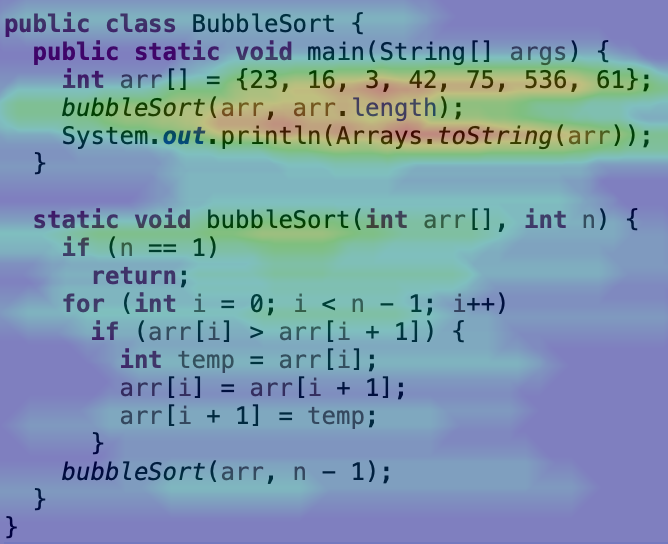 public class BubbleSort {
  public static void main(String[] args) {
    int arr[] = {23, 16, 3, 42, 75, 536, 61};
    bubbleSort(arr, arr.length);
    System.out.println(Arrays.toString(arr));
  }

  static void bubbleSort(int arr[], int n) {
    if (n == 1)
      return;
    for (int i = 0; i < n - 1; i++)
      if (arr[i] > arr[i + 1]) {
        int temp = arr[i];
        arr[i] = arr[i + 1];
        arr[i + 1] = temp;
      }
    bubbleSort(arr, n - 1);
  }
}